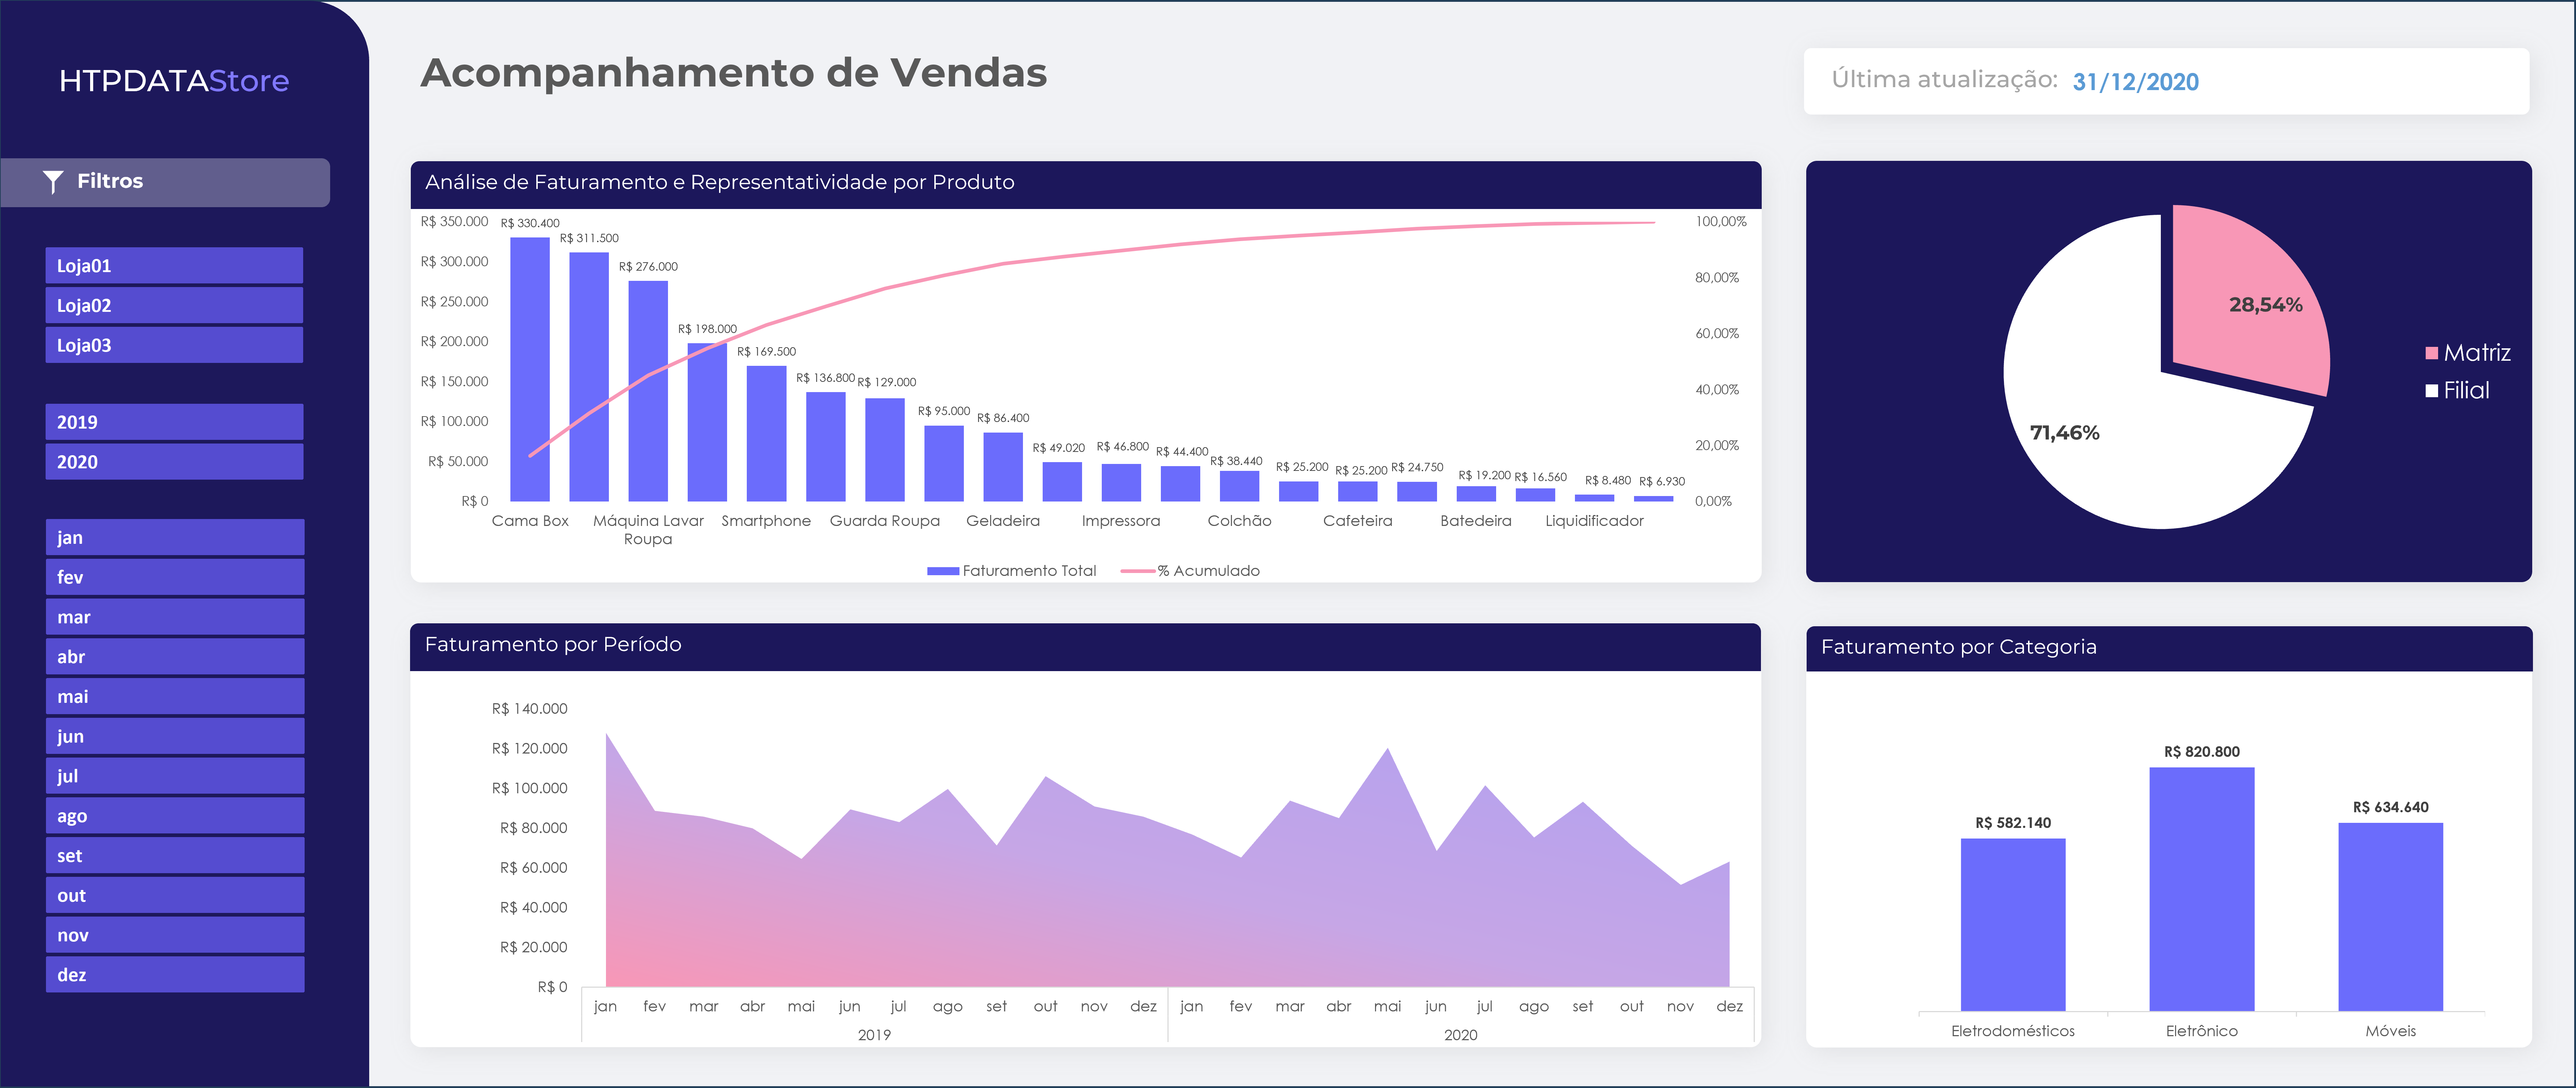 HTPDATAStore
Filtros
Loja01
Loja02
Loja03
2019
2020
jan
fev
mar
abr
mai
jun
jul
ago
set
out
nov
dez
Acompanhamento de Vendas
Última atualização: 31/12/2020
Análise de Faturamento e Representatividade por Produto
R$ 350.000
R$ 300.000
R$ 250.000
R$ 200.000
R$ 150.000
R$ 100.000
R$ 50.000
R$ 0
R$ 330.400
R$ 311.500
R$ 276.000
R$ 198.000
R$ 169.500
R$ 136.800
R$ 129.000
R$ 95.000
R$ 86.400
R$ 49.020
R$ 46.800
R$ 44.400
R$ 38.440
R$ 25.200
R$ 25.200
R$ 24.750
R$ 19.200
R$ 16.560
R$ 8.480
R$ 6.930
100,00%
80,00%
60,00%
40,00%
20,00%
0,00%
Cama Box
Máquina Lavar
Roupa
Smartphone
Guarda Roupa
Geladeira
Impressora
Colchão
Cafeteira
Batedeira
Liquidificador
Faturamento Total
% Acumulado
28,54%
71,46%
Matriz
Filial
Faturamento por Período
R$ 140.000
R$ 120.000
R$ 100.000
R$ 80.000
R$ 60.000
R$ 40.000
R$ 20.000
R$ 0
jan fev mar abr mai jun jul ago set out nov dez jan fev mar abr mai jun jul ago set out nov dez
2019 2020
Faturamento por Categoria
R$ 582.140
R$ 820.800
R$ 634.640
Eletrodomésticos
Eletrônico
Móveis